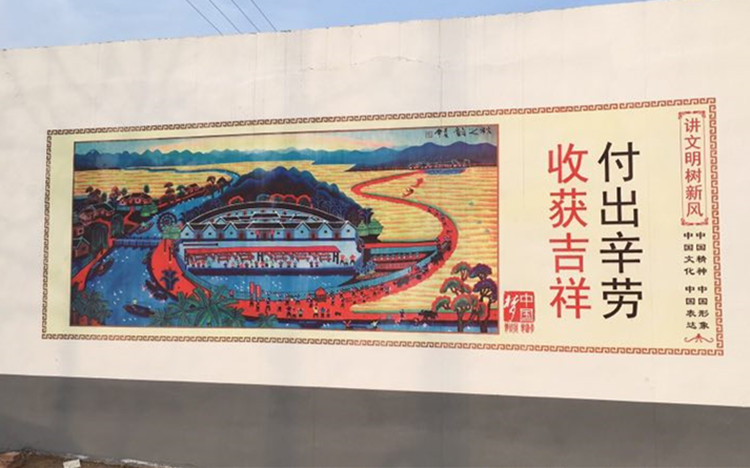 讲文明树新风
付出辛劳
收获吉祥
中国精神 中国形象
中国文化 中国表达
中国梦